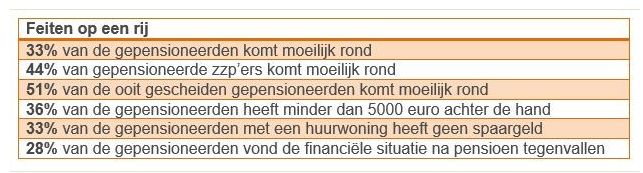 Feiten op een rij
33% van de gepensioneerden komt moeilijk rond
44% van gepensioneerde zzp'ers komt moeilijk rond
51% van de ooit gescheiden gepensioneerden komt moeilijk rond
36% van de gepensioneerden heeft minder dan 5000 euro achter de hand
33% van de gepensioneerden met een huurwoning heeft geen spaargeld
28% van de gepensioneerden vond de financiële situatie na pensioen tegenvallen